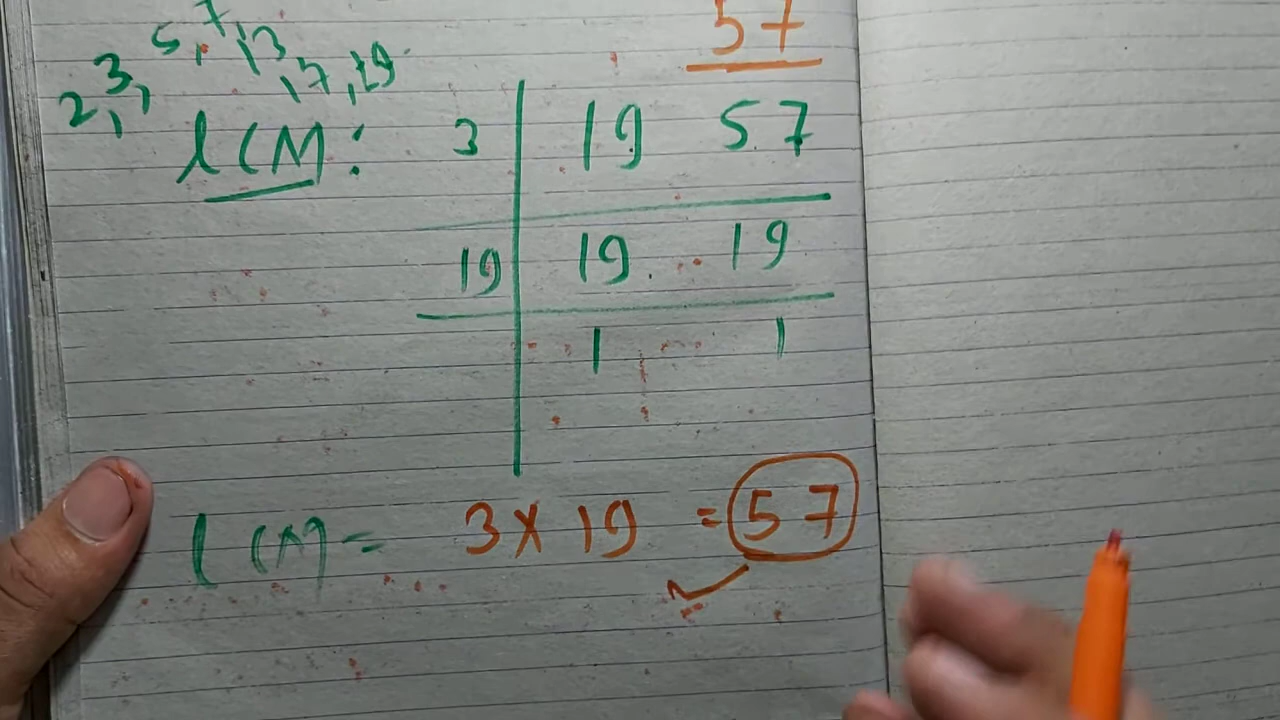 57
2, 3, 5, 7, 13, 17, 19
LCM: 3 19 57
19 19 19
1 1
LCM = 3 X 19 = 57